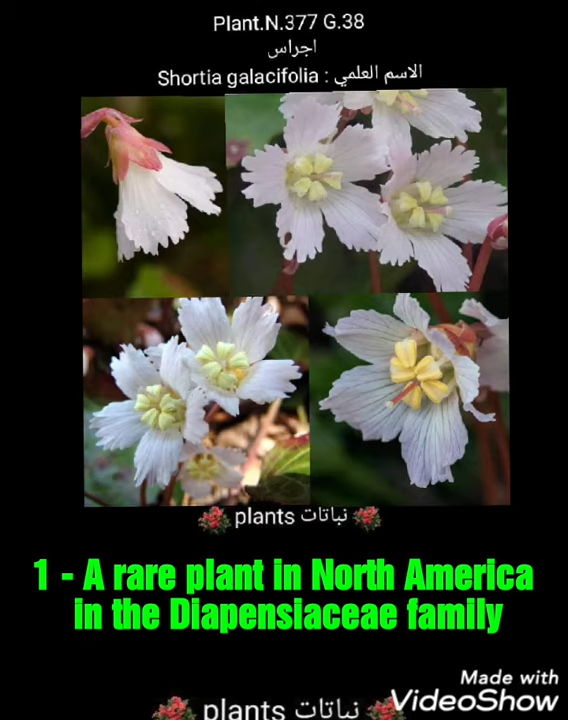 Plant.N.377 G.38
اجراس
الاسم العلمي : Shortia galacifolia
plants نباتات
1 - A rare plant in North America
in the Diapensiaceae family
Made with
VideoShow
plants نباتات